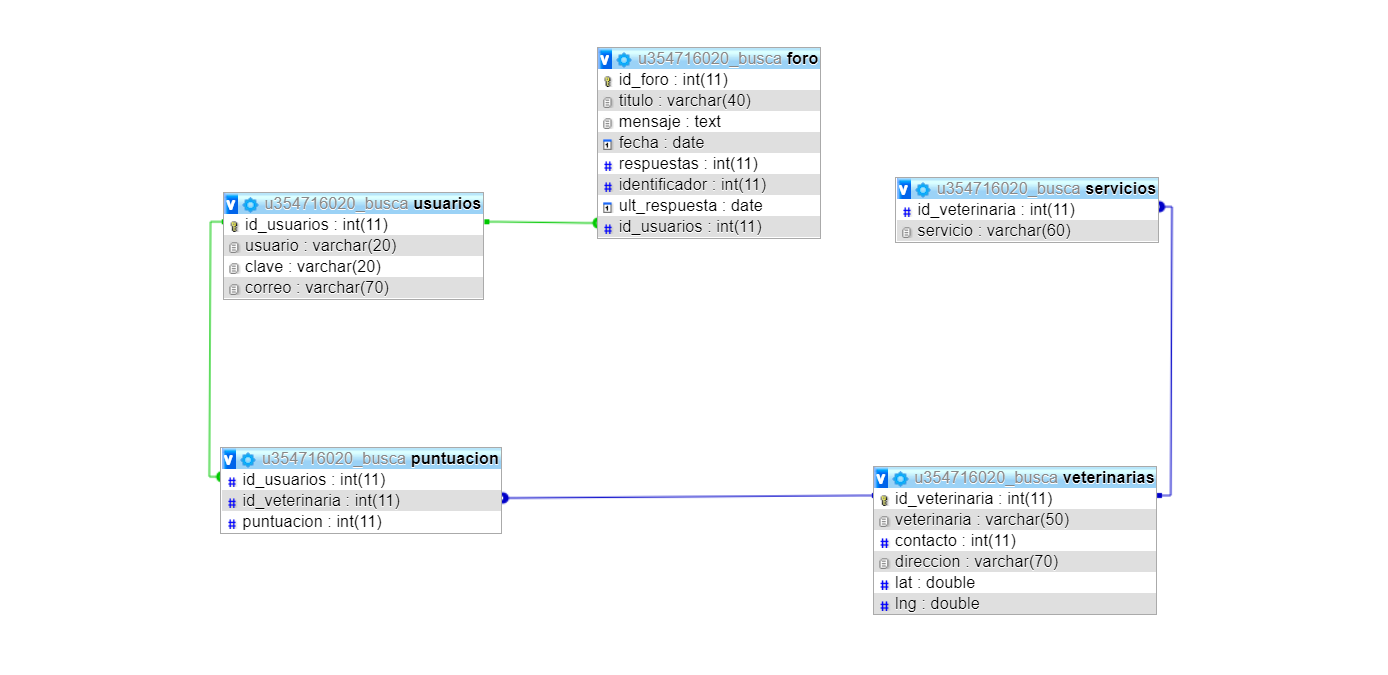 u354716020_busca foro
id_foro : int(11)
titulo : varchar(40)
mensaje : text
fecha : date
respuestas : int(11)
identificador : int(11)
ult_respuesta : date
id_usuarios : int(11)
u354716020_busca servicios
id_veterinaria : int(11)
servicio : varchar(60)
u354716020_busca usuarios
id_usuarios : int(11)
usuario : varchar(20)
clave : varchar(20)
correo : varchar(70)
u354716020_busca puntuacion
id_usuarios : int(11)
id_veterinaria : int(11)
puntuacion : int(11)
u354716020_busca veterinarias
id_veterinaria : int(11)
veterinaria : varchar(50)
contacto : int(11)
direccion : varchar(70)
lat : double
lng : double